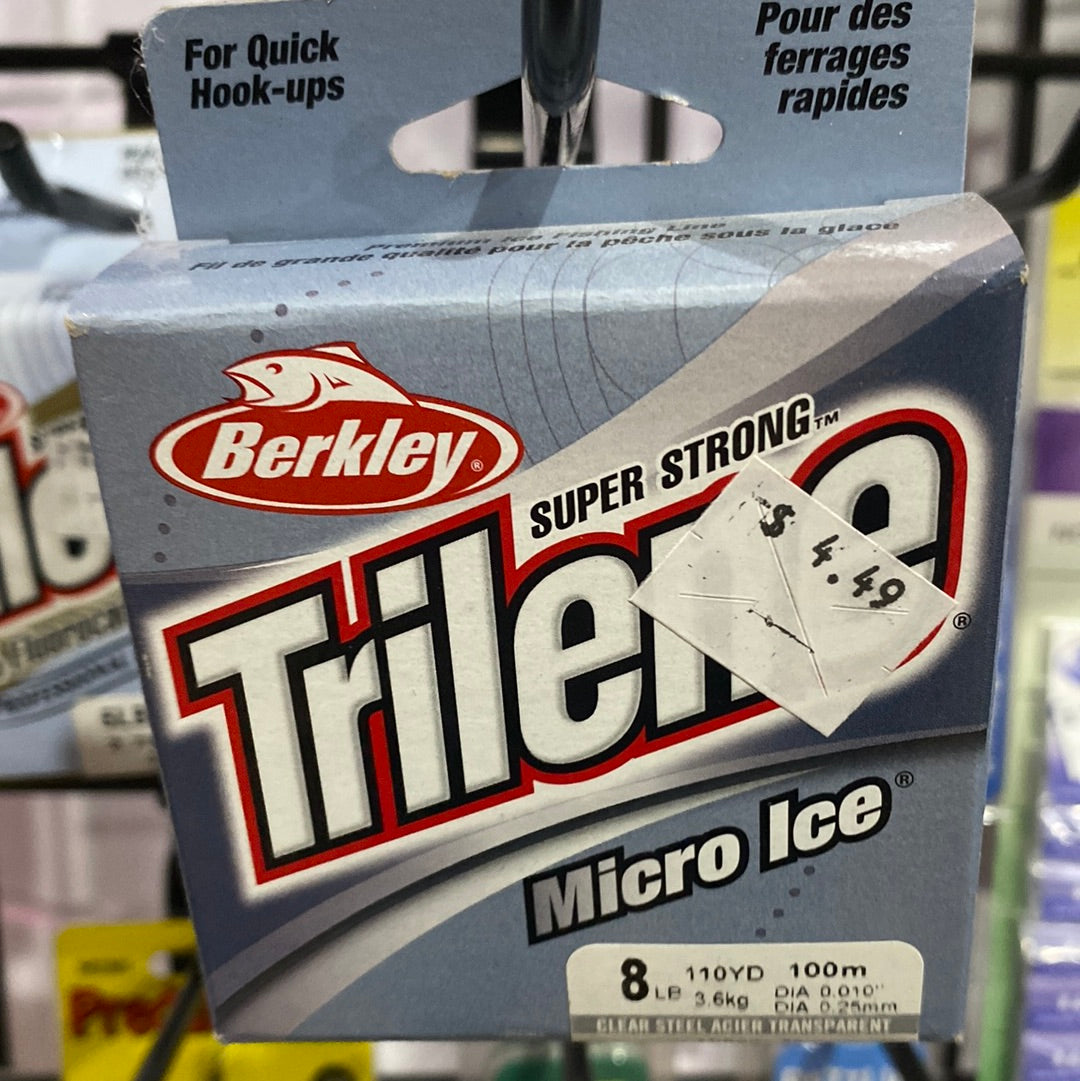 For Quick
Hook-ups
Pour des
ferrages
rapides
Premium Ice Fishing Line
Fil de grande qualité pour la pêche sous la glace
Berkley®
SUPER STRONG™
Trilene®
$ 4.49
Micro Ice®
8 LB 110YD 100m
3.6kg DIA 0.010"
DIA 0.25mm
CLEAR STEEL ACIER TRANSPARENT